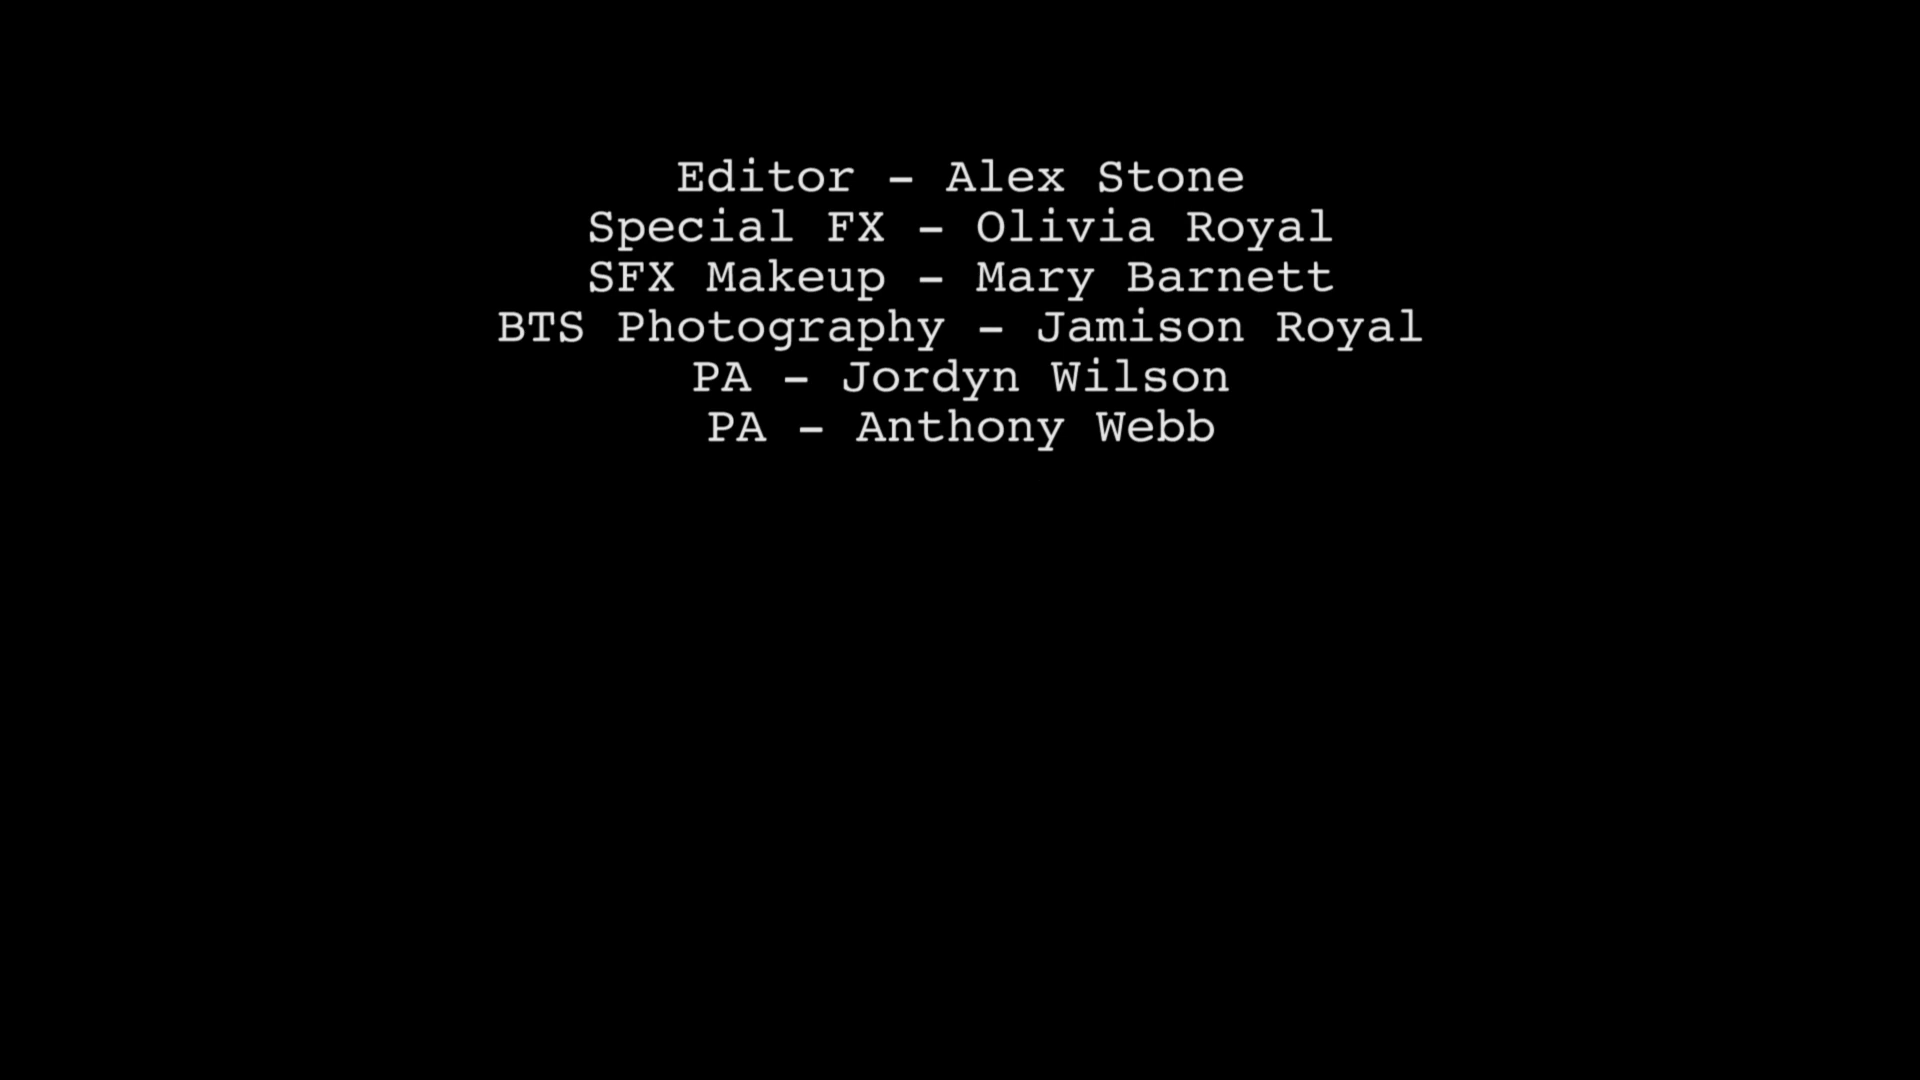 Editor - Alex Stone
Special FX - Olivia Royal
SFX Makeup - Mary Barnett
BTS Photography - Jamison Royal
PA - Jordyn Wilson
PA - Anthony Webb